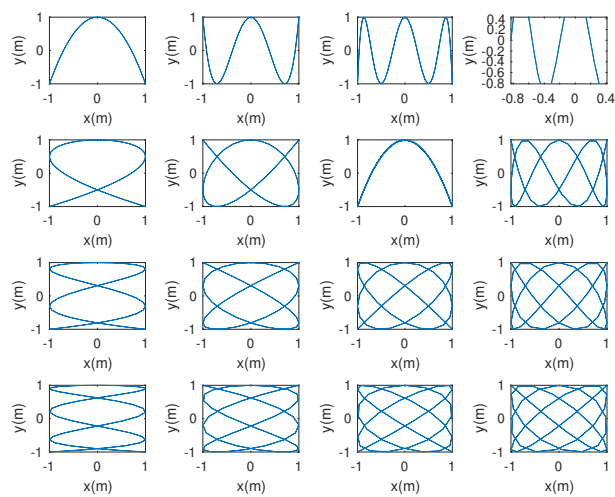 1 1 1 0.4
0.2
y(m) 0 y(m) 0 y(m) 0 y(m) 0
-0.2
-0.4
-0.6
-1 -1 -1 -0.8
-1 0 1 -1 0 1 -1 0 1 -0.8 -0.4 0 0.4
x(m) x(m) x(m) x(m)
1 1 1 1
y(m) 0 y(m) 0 y(m) 0 y(m) 0
-1 -1 -1 -1
-1 0 1 -1 0 1 -1 0 1 -1 0 1
x(m) x(m) x(m) x(m)
1 1 1 1
y(m) 0 y(m) 0 y(m) 0 y(m) 0
-1 -1 -1 -1
-1 0 1 -1 0 1 -1 0 1 -1 0 1
x(m) x(m) x(m) x(m)
1 1 1 1
y(m) 0 y(m) 0 y(m) 0 y(m) 0
-1 -1 -1 -1
-1 0 1 -1 0 1 -1 0 1 -1 0 1
x(m) x(m) x(m) x(m)